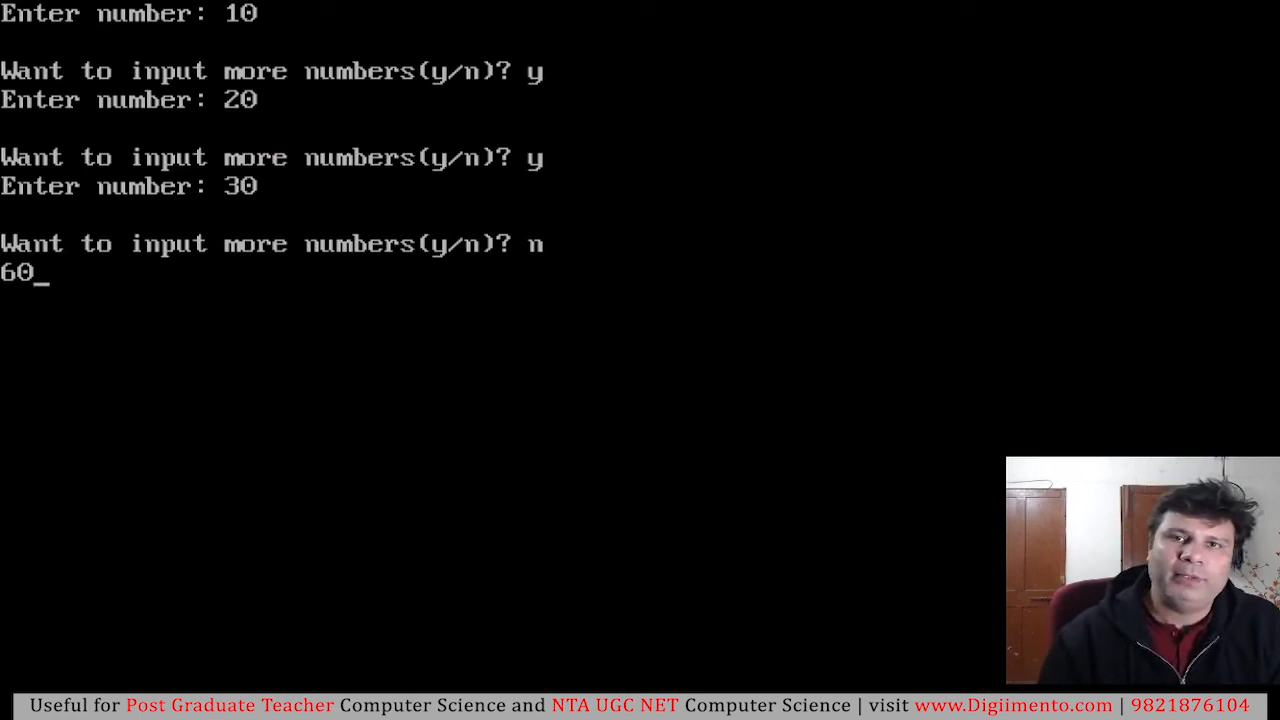 Enter number: 10
Want to input more numbers(y/n)? y
Enter number: 20
Want to input more numbers(y/n)? y
Enter number: 30
Want to input more numbers(y/n)? n
60_
Useful for Post Graduate Teacher Computer Science and NTA UGC NET Computer Science | visit www.Digiimento.com | 9821876104